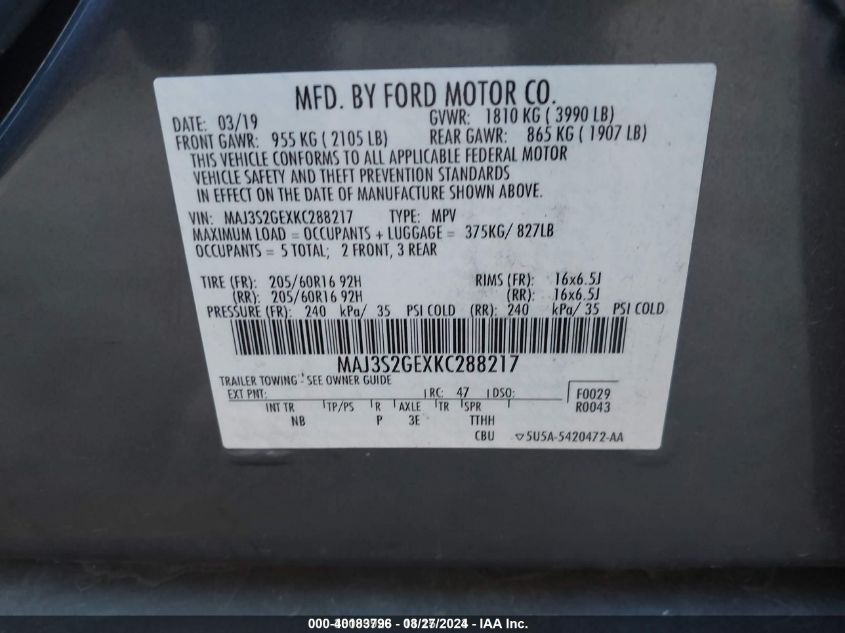 MFD. BY FORD MOTOR CO.
DATE: 03/19 GVWR: 1810 KG ( 3990 LB)
FRONT GAWR: 955 KG ( 2105 LB) REAR GAWR: 865 KG ( 1907 LB)
THIS VEHICLE CONFORMS TO ALL APPLICABLE FEDERAL MOTOR
VEHICLE SAFETY AND THEFT PREVENTION STANDARDS
IN EFFECT ON THE DATE OF MANUFACTURE SHOWN ABOVE.
VIN: MAJ3S2GEXKC288217 TYPE: MPV
MAXIMUM LOAD = OCCUPANTS + LUGGAGE = 375KG/ 827LB
OCCUPANTS = 5 TOTAL; 2 FRONT, 3 REAR
TIRE (FR): 205/60R16 92H RIMS (FR): 16x6.5J
(RR): 205/60R16 92H (RR): 16x6.5J
PRESSURE (FR): 240 kPa/ 35 PSI COLD (RR): 240 kPa/ 35 PSI COLD
MAJ3S2GEXKC288217
TRAILER TOWING - SEE OWNER GUIDE
EXT PNT: RC: 47 DSO: F0029
INT TR TP/PS R AXLE TR SPR R0043
NB P 3E TTHH
CBU 5U5A-5420472-AA
000-40183796 - 08/27/2024 - IAA Inc.